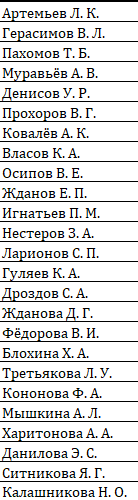 Артемьев Л. К.
Герасимов В. Л.
Пахомов Т. Б.
Муравьёв А. В.
Денисов У. Р.
Прохоров В. Г.
Ковалёв А. К.
Власов К. А.
Осипов В. Е.
Жданов Е. П.
Игнатьев П. М.
Нестеров З. А.
Ларионов С. П.
Гуляев К. А.
Дроздов С. А.
Жданова Д. Г.
Фёдорова В. И.
Блохина Х. А.
Третьякова Л. У.
Кононова Ф. А.
Мышкина А. Л.
Харитонова А. А.
Данилова Э. С.
Ситникова Я. Г.
Калашникова Н. О.